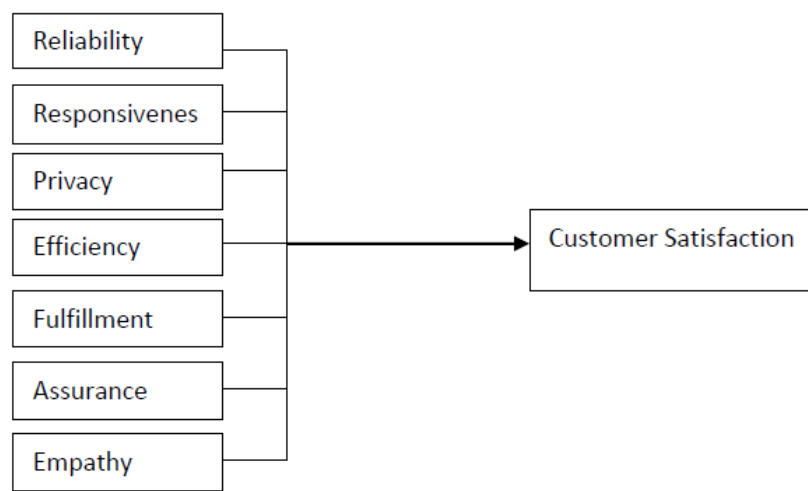 Reliability
Responsivenes
Privacy
Efficiency
Customer Satisfaction
Fulfillment
Assurance
Empathy